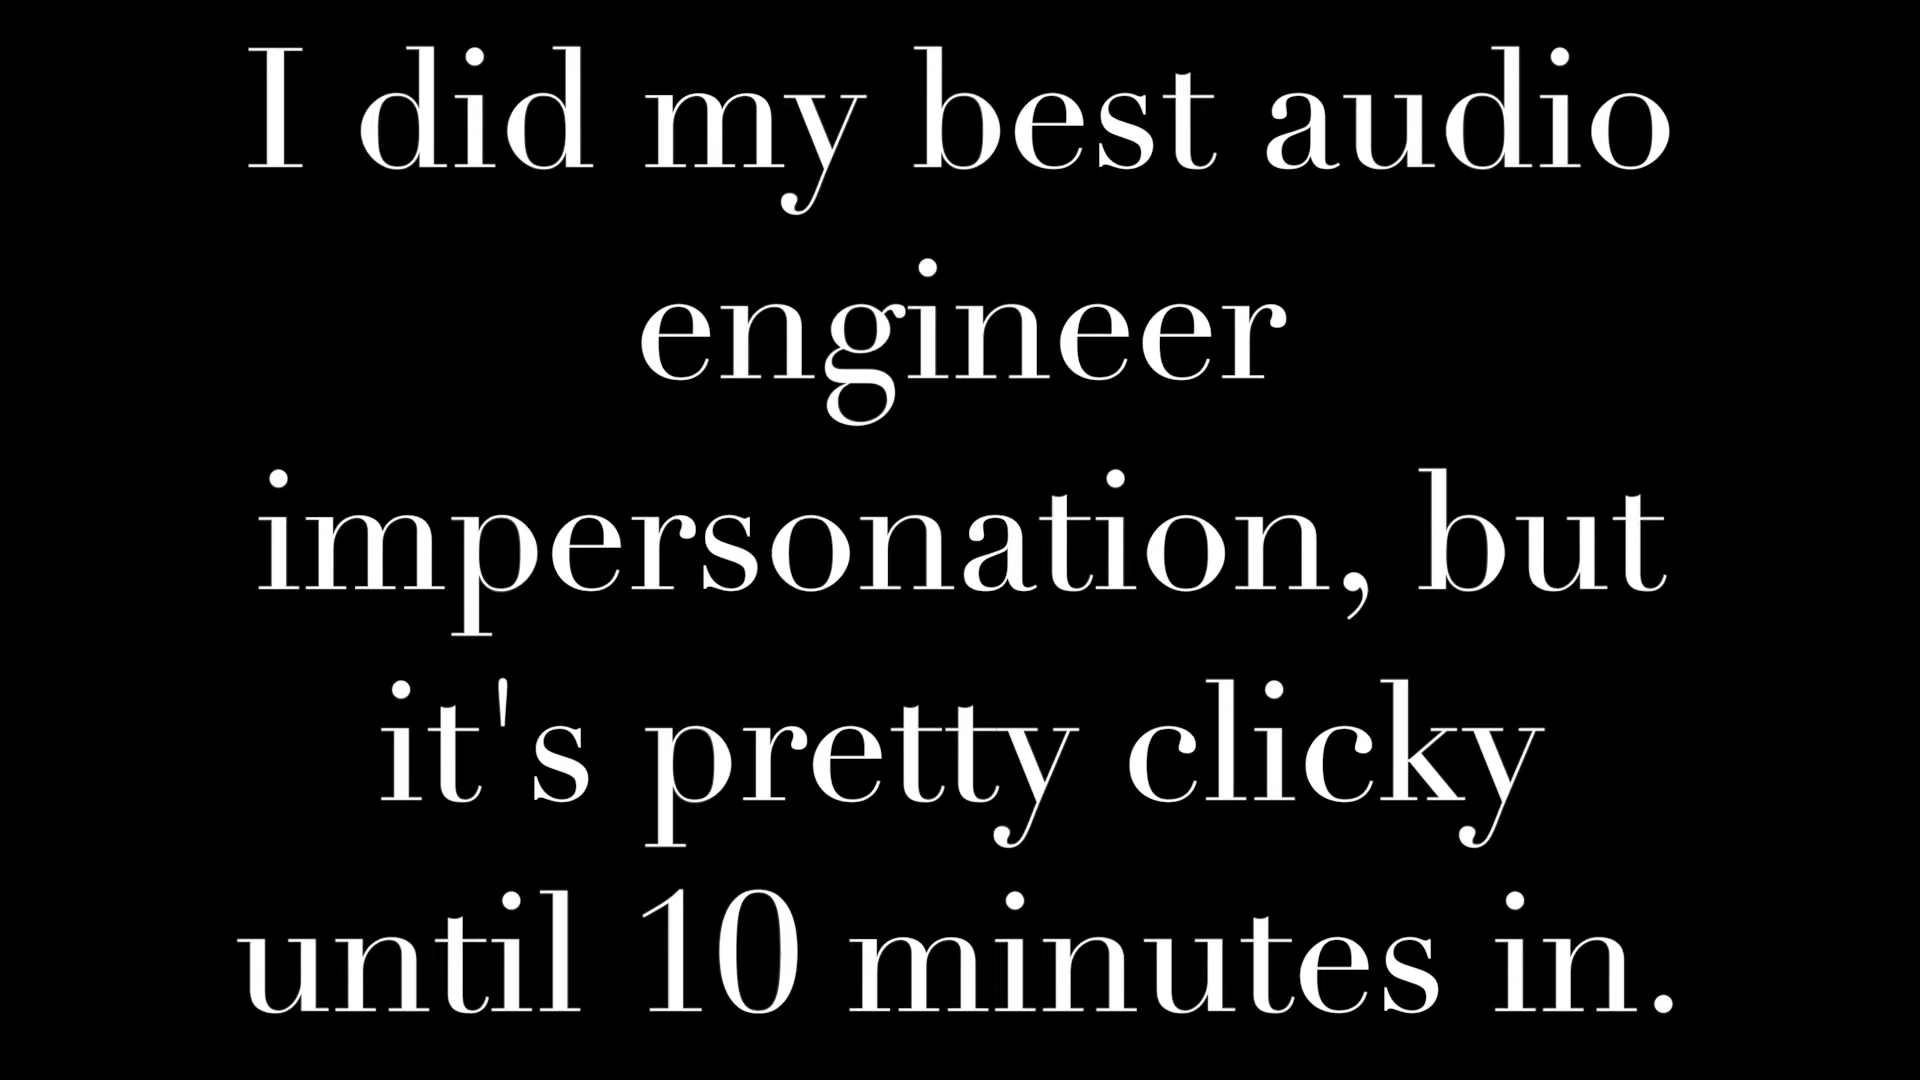 I did my best audio
engineer
impersonation, but
it's pretty clicky
until 10 minutes in.